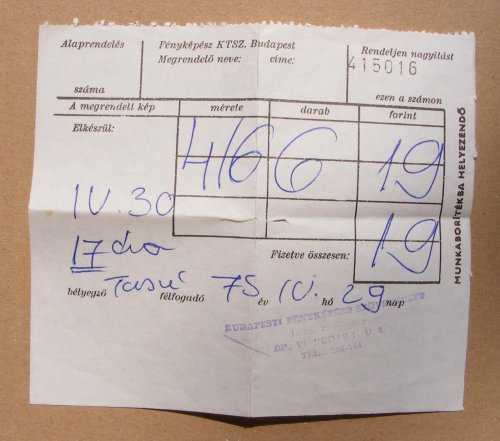 Alaprendelés
száma
Fényképész KTSZ. Budapest
Megrendelő neve: címe:
Rendeljen nagyítást
415016
ezen a számon
A megrendelt kép mérete darab forint
Elkészül:
4/6 6 19
IV. 30
19
17 óra
Fizetve összesen:
bélyegző félfogadó 75 év IV. hó 29 nap
BUDAPESTI FÉNYKÉPÉSZ
MUNKABORÍTÉKBA HELYEZENDŐ